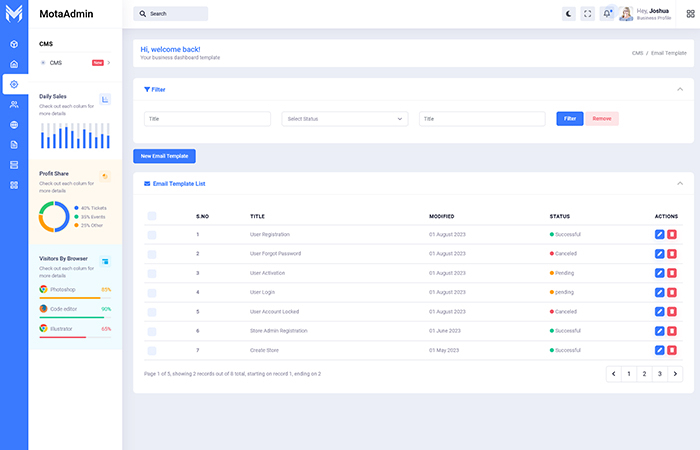 MotaAdmin
Search
Hey, Joshua
Business Profile
CMS
CMS
New
Daily Sales
Check out each colum for
more details
Profit Share
Check out each colum for
more details
40% Tickets
35% Events
25% Other
Visitors By Browser
Check out each colum for
more details
Photoshop 85%
Code editor 90%
Illustrator 65%
Hi, welcome back!
Your business dashboard template
CMS / Email Template
Filter
Title
Select Status
Title
Filter
Remove
New Email Template
Email Template List
S.NO TITLE MODIFIED STATUS ACTIONS
1 User Registration 01 August 2023 Successful
2 User Forgot Password 01 August 2023 Canceled
3 User Activation 01 August 2023 Pending
4 User Login 01 August 2023 pending
5 User Account Locked 01 August 2023 Canceled
6 Store Admin Registration 01 June 2023 Successful
7 Create Store 01 May 2023 Successful
Page 1 of 5, showing 2 records out of 8 total, starting on record 1, ending on 2
1 2 3